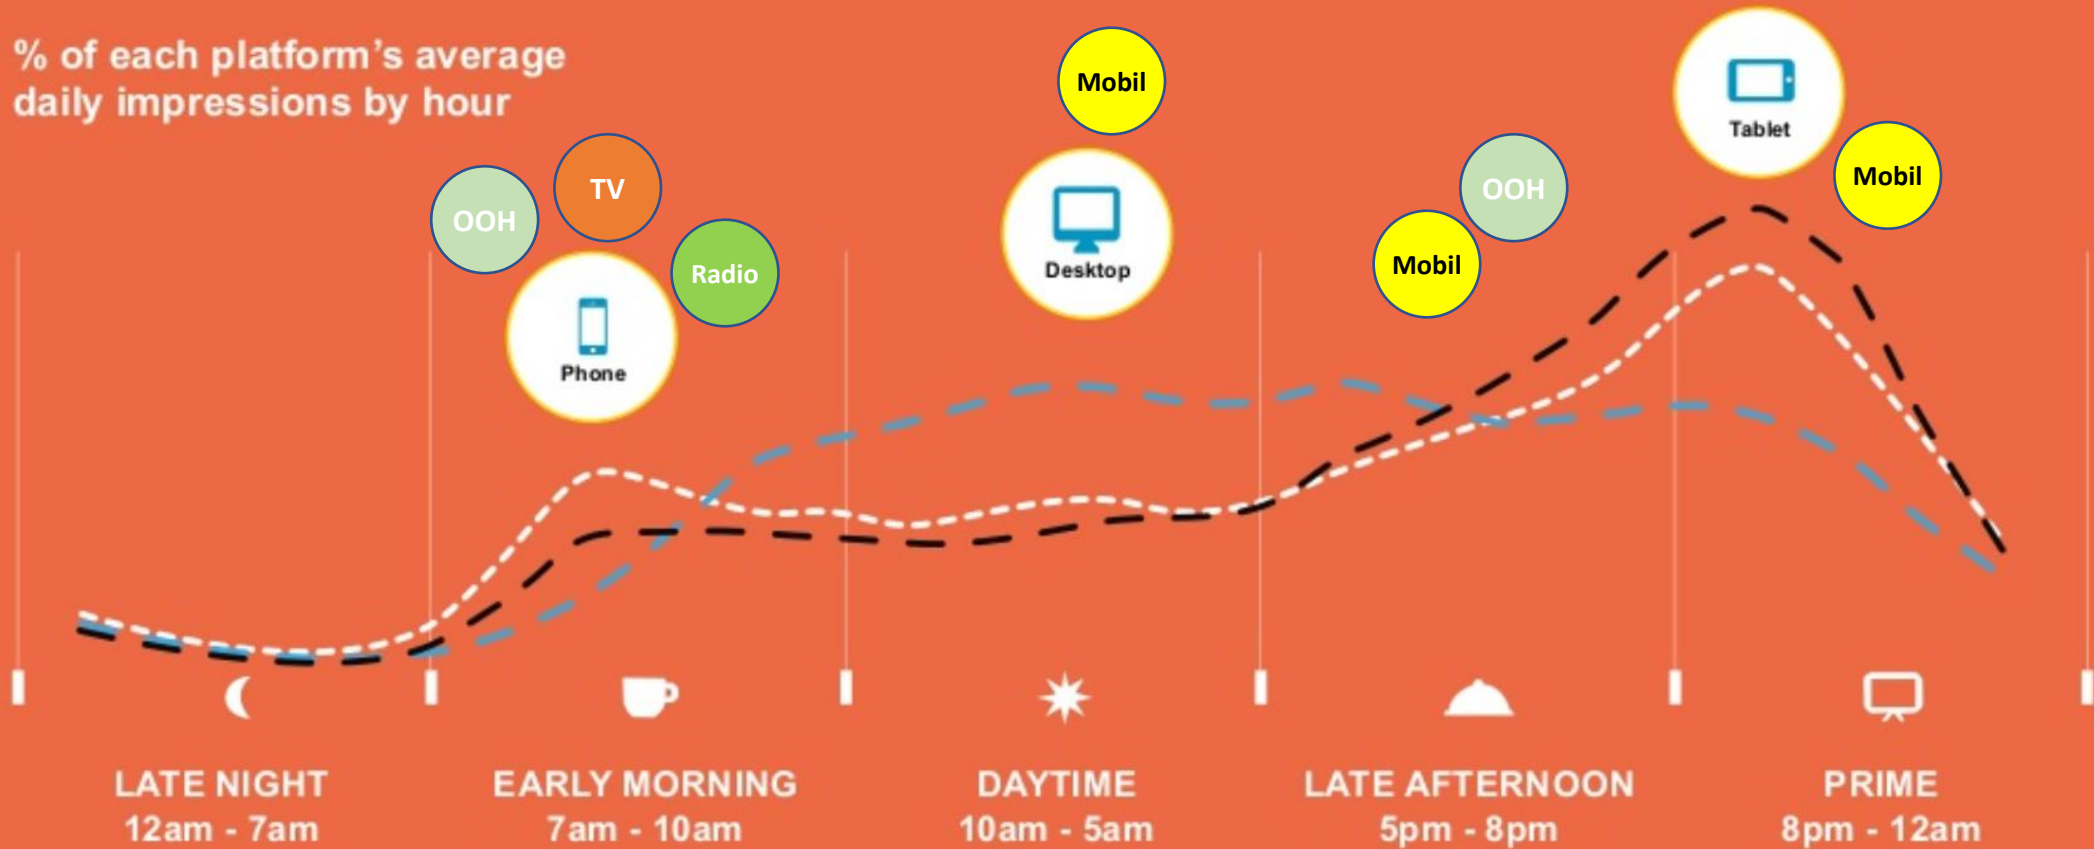 % of each platform's average
daily impressions by hour
OOH
TV
Radio
Phone
Mobil
Desktop
Mobil
OOH
Tablet
Mobil
LATE NIGHT
12am - 7am
EARLY MORNING
7am - 10am
DAYTIME
10am - 5am
LATE AFTERNOON
5pm - 8pm
PRIME
8pm - 12am